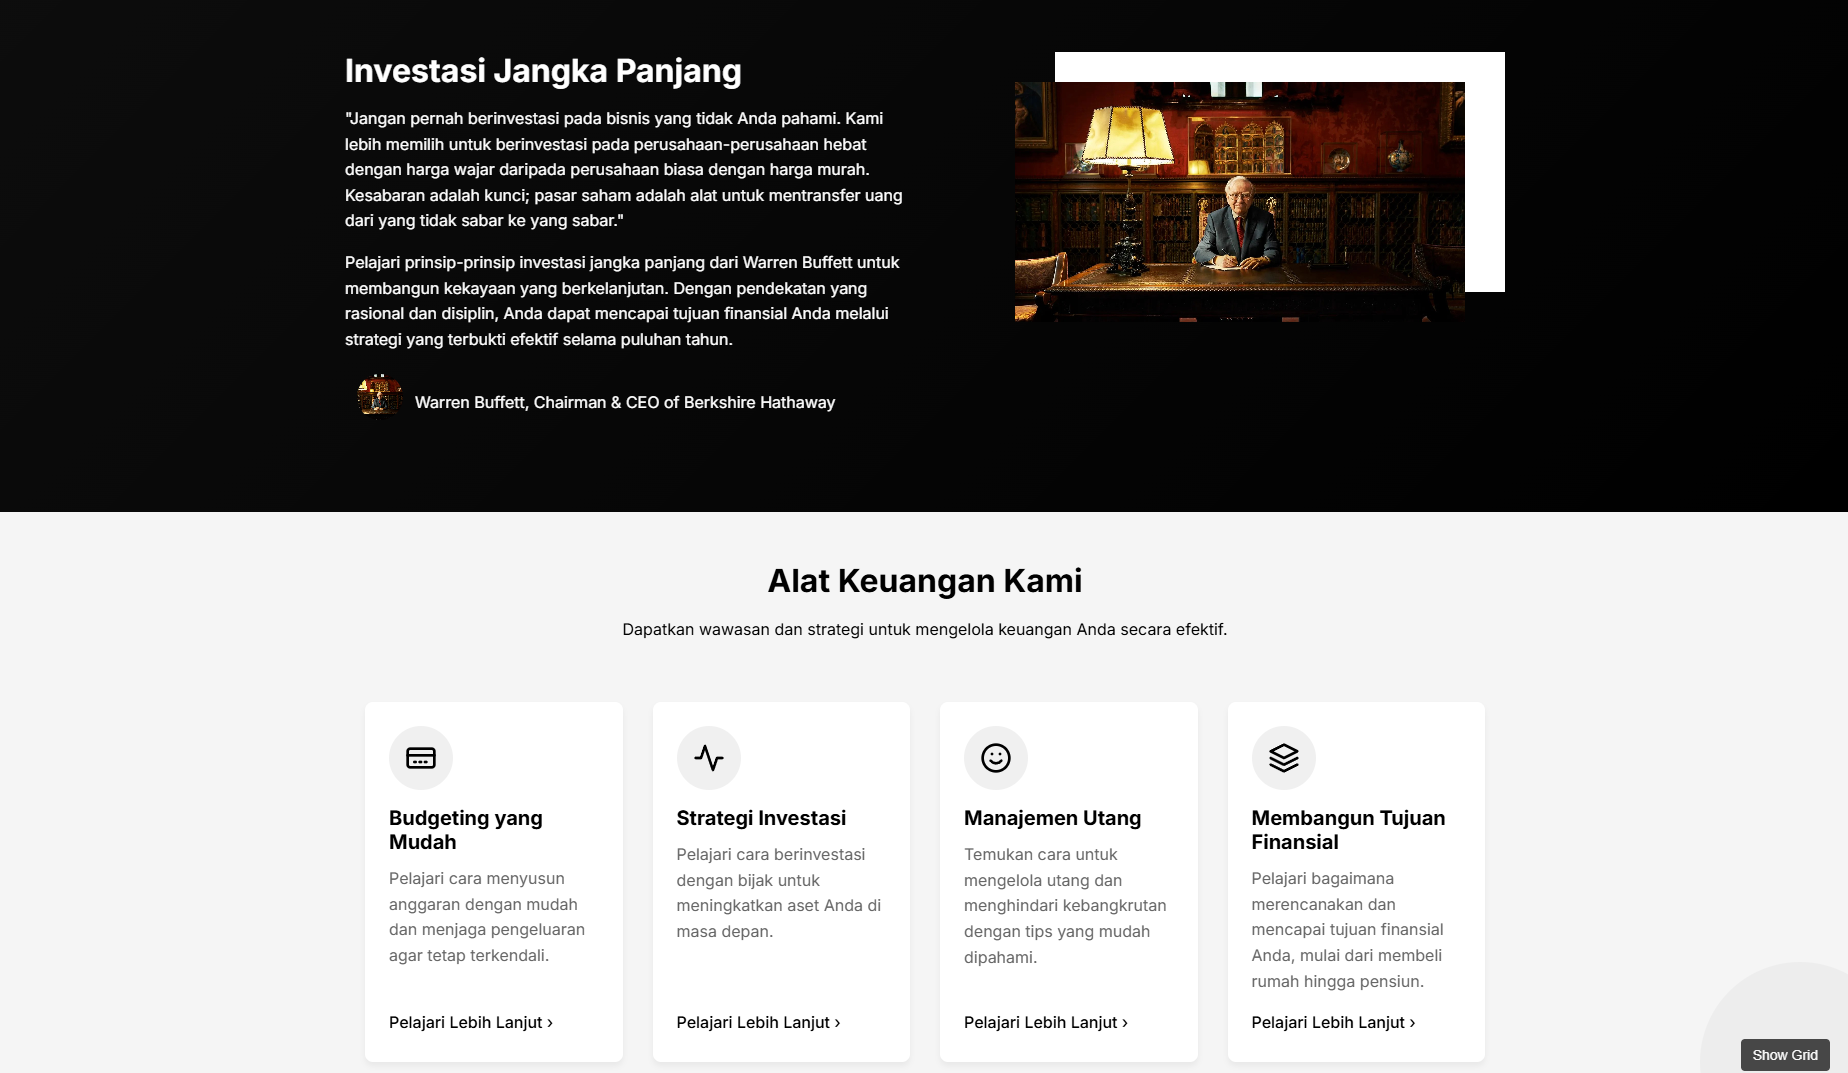 Investasi Jangka Panjang
"Jangan pernah berinvestasi pada bisnis yang tidak Anda pahami. Kami
lebih memilih untuk berinvestasi pada perusahaan-perusahaan hebat
dengan harga wajar daripada perusahaan biasa dengan harga murah.
Kesabaran adalah kunci; pasar saham adalah alat untuk mentransfer uang
dari yang tidak sabar ke yang sabar."
Pelajari prinsip-prinsip investasi jangka panjang dari Warren Buffett untuk
membangun kekayaan yang berkelanjutan. Dengan pendekatan yang
rasional dan disiplin, Anda dapat mencapai tujuan finansial Anda melalui
strategi yang terbukti efektif selama puluhan tahun.
Warren Buffett, Chairman & CEO of Berkshire Hathaway
Alat Keuangan Kami
Dapatkan wawasan dan strategi untuk mengelola keuangan Anda secara efektif.
Budgeting yang
Mudah
Pelajari cara menyusun
anggaran dengan mudah
dan menjaga pengeluaran
agar tetap terkendali.
Pelajari Lebih Lanjut ›
Strategi Investasi
Pelajari cara berinvestasi
dengan bijak untuk
meningkatkan aset Anda di
masa depan.
Pelajari Lebih Lanjut ›
Manajemen Utang
Temukan cara untuk
mengelola utang dan
menghindari kebangkrutan
dengan tips yang mudah
dipahami.
Pelajari Lebih Lanjut ›
Membangun Tujuan
Finansial
Pelajari bagaimana
merencanakan dan
mencapai tujuan finansial
Anda, mulai dari membeli
rumah hingga pensiun.
Pelajari Lebih Lanjut ›
Show Grid